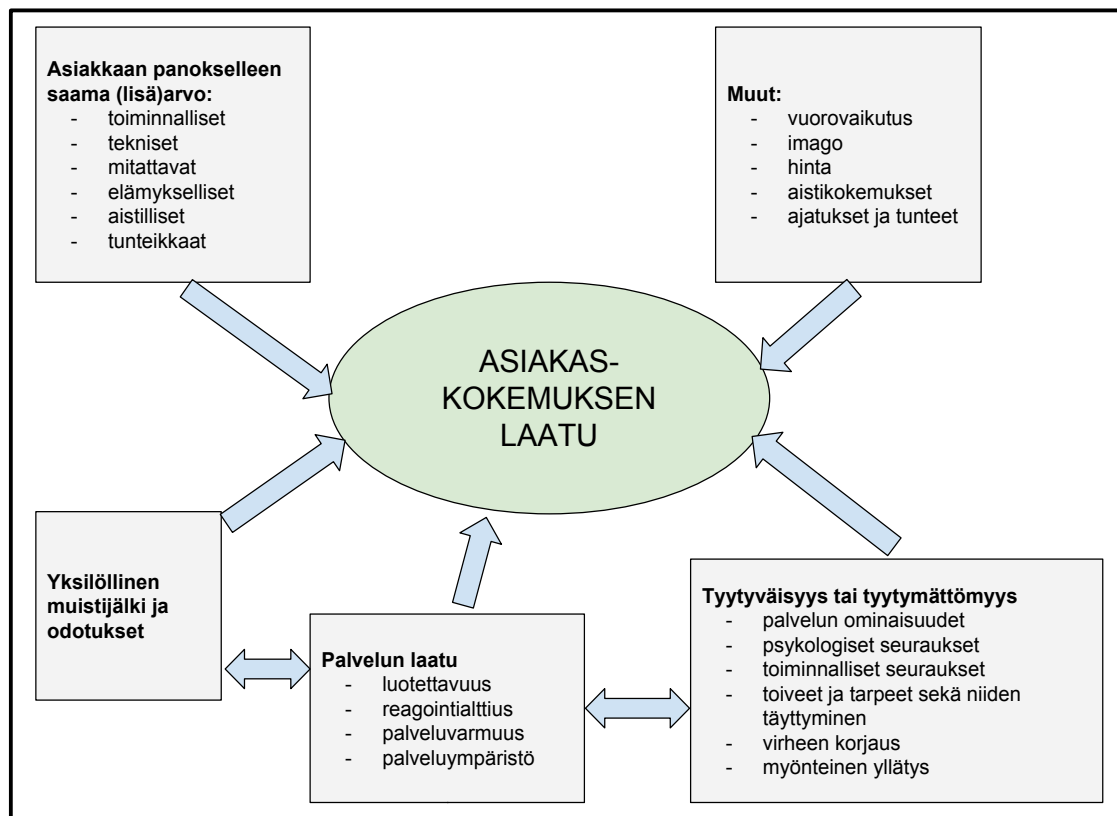 Asiakkaan panokselleen
saama (lisä)arvo:
- toiminnalliset
- tekniset
- mitattavat
- elämykselliset
- aistilliset
- tunteikkaat
Muut:
- vuorovaikutus
- imago
- hinta
- aistikokemukset
- ajatukset ja tunteet
ASIAKAS-
KOKEMUKSEN
LAATU
Yksilöllinen
muistijälki ja
odotukset
Palvelun laatu
- luotettavuus
- reagointialttius
- palveluvarmuus
- palveluympäristö
Tyytyväisyys tai tyytymättömyys
- palvelun ominaisuudet
- psykologiset seuraukset
- toiminnalliset seuraukset
- toiveet ja tarpeet sekä niiden
täyttyminen
- virheen korjaus
- myönteinen yllätys